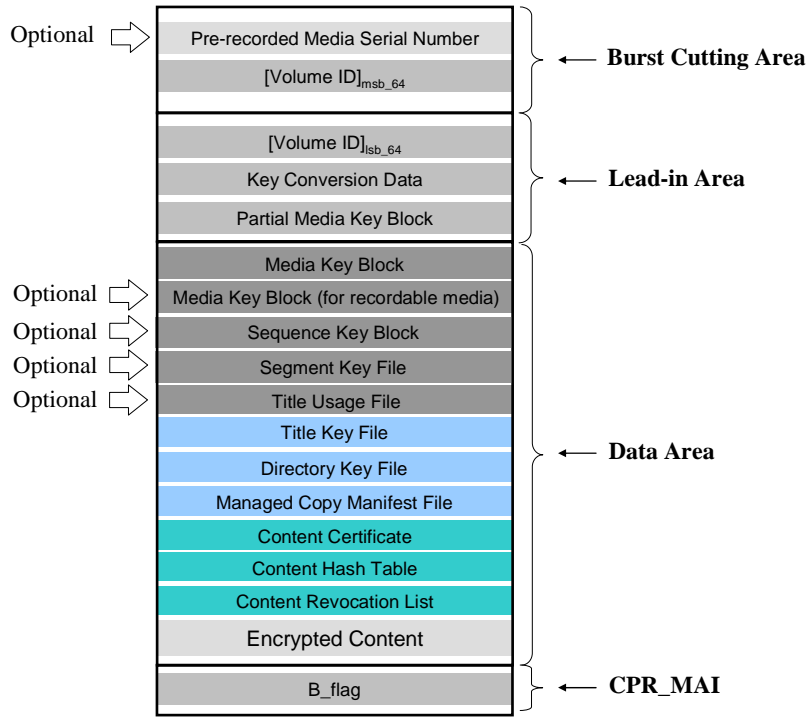 Optional
Pre-recorded Media Serial Number
[Volume ID]msb_64
Burst Cutting Area
[Volume ID]lsb_64
Key Conversion Data
Partial Media Key Block
Lead-in Area
Media Key Block
Optional
Media Key Block (for recordable media)
Optional
Sequence Key Block
Optional
Segment Key File
Optional
Title Usage File
Title Key File
Directory Key File
Managed Copy Manifest File
Content Certificate
Content Hash Table
Content Revocation List
Encrypted Content
Data Area
B_flag
CPR_MAI